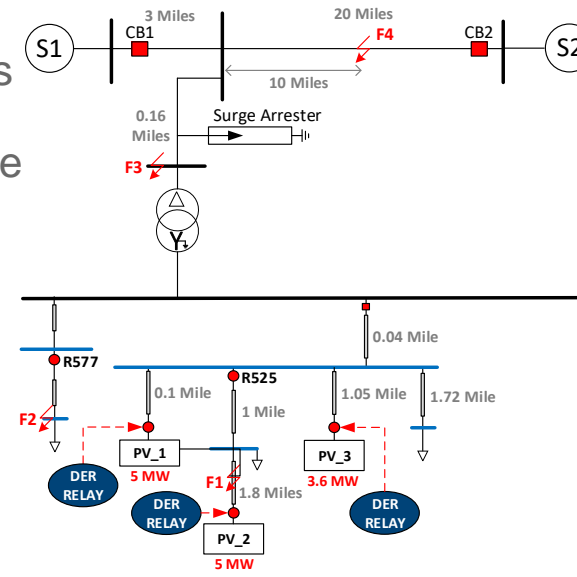 3 Miles
20 Miles
S1
CB1
F4
CB2
S2
s
10 Miles
0.16
Miles
Surge Arrester
e
F3
0.04 Mile
R577
R525
0.1 Mile
1.05 Mile
1.72 Mile
1 Mile
F2
PV_1
PV_3
5 MW
F1
3.6 MW
DER
RELAY
1.8 Miles
DER
RELAY
DER
RELAY
PV_2
5 MW